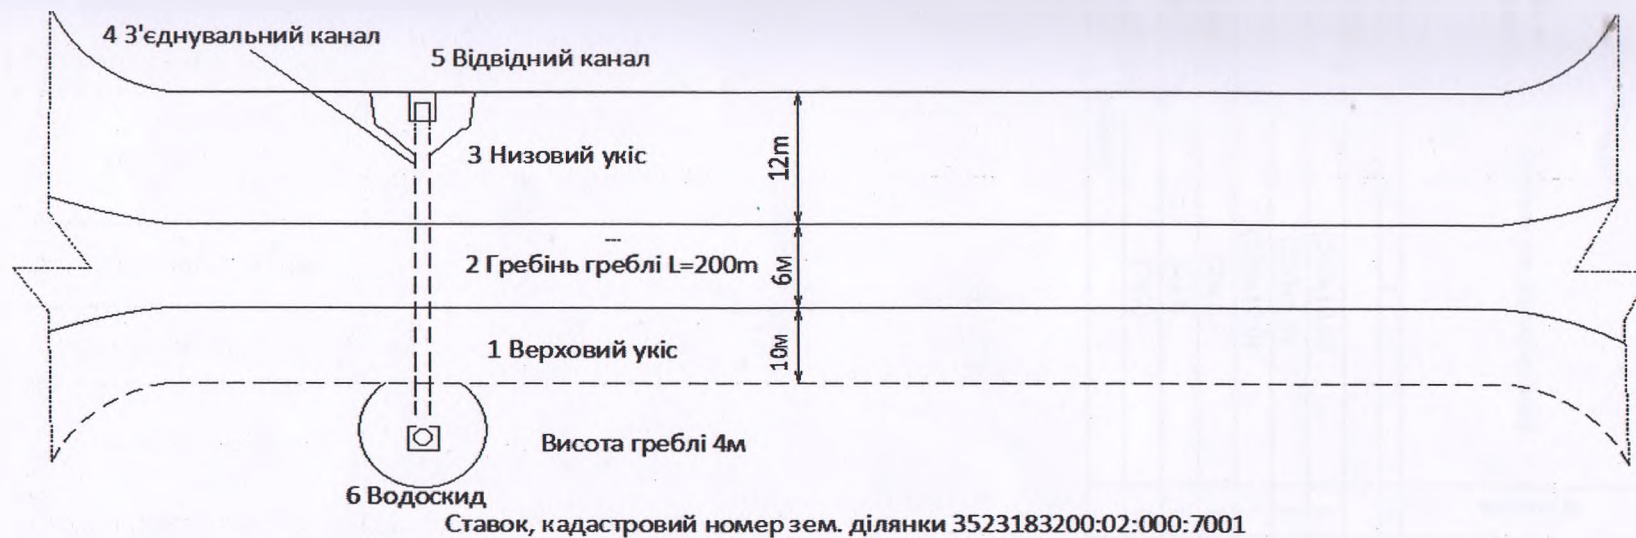 4 З'єднувальний канал
5 Відвідний канал
3 Низовий укіс
12m
2 Гребінь греблі L=200m
6м
1 Верховий укіс
10м
Висота греблі 4м
6 Водоскид
Ставок, кадастровий номер зем. ділянки 3523183200:02:000:7001